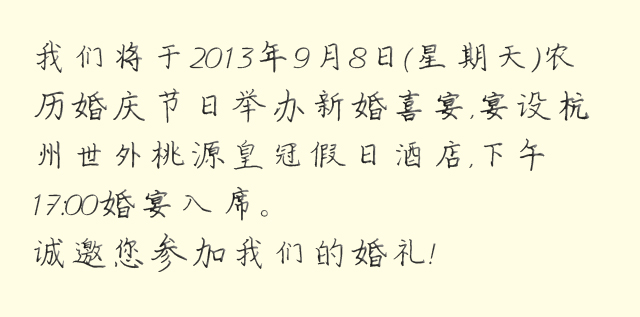 我们将于2013年9月8日(星期天)农
历婚庆节日举办新婚喜宴,宴设杭
州世外桃源皇冠假日酒店,下午
17:00婚宴入席。
诚邀您参加我们的婚礼!